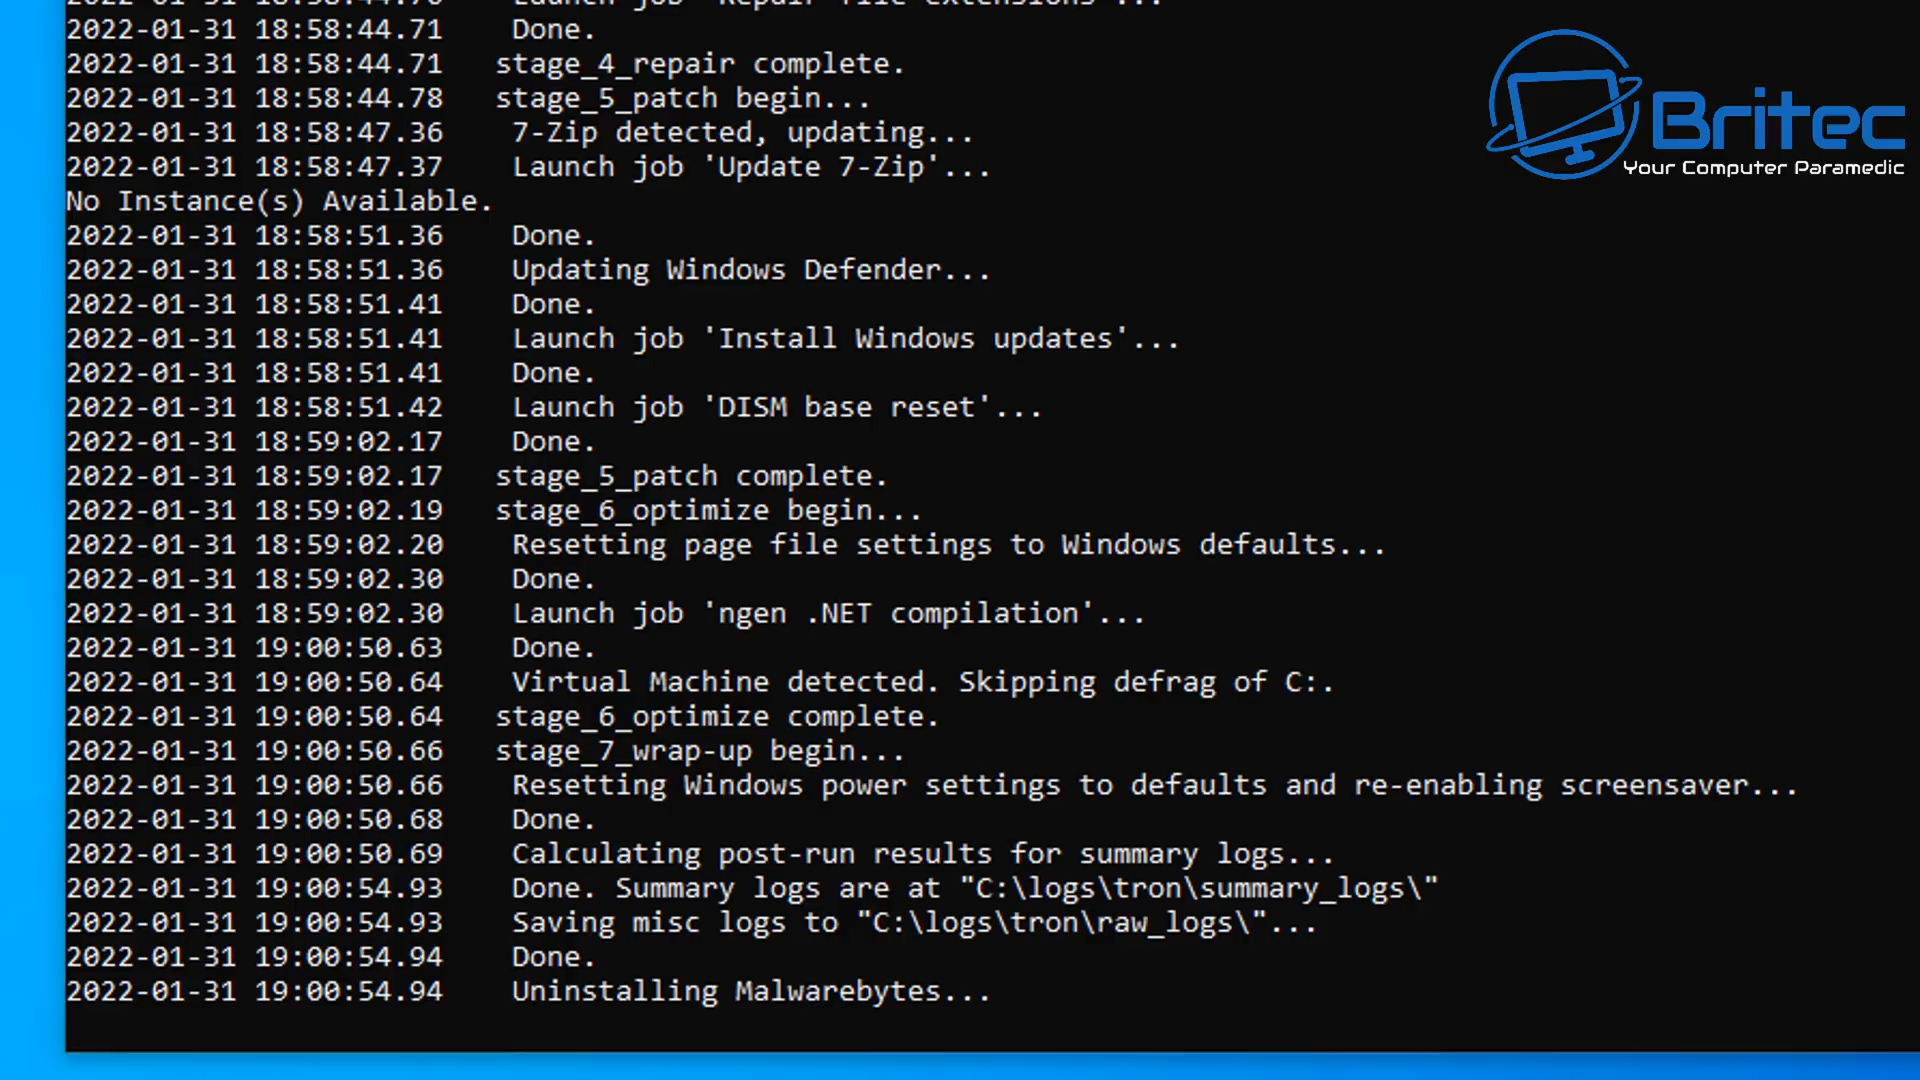 Launch job 'Repair file extensions'...
2022-01-31 18:58:44.71    Done.
2022-01-31 18:58:44.71   stage_4_repair complete.
2022-01-31 18:58:44.78   stage_5_patch begin...
2022-01-31 18:58:47.36    7-Zip detected, updating...
2022-01-31 18:58:47.37    Launch job 'Update 7-Zip'...
No Instance(s) Available.
2022-01-31 18:58:51.36    Done.
2022-01-31 18:58:51.36    Updating Windows Defender...
2022-01-31 18:58:51.41    Done.
2022-01-31 18:58:51.41    Launch job 'Install Windows updates'...
2022-01-31 18:58:51.41    Done.
2022-01-31 18:58:51.42    Launch job 'DISM base reset'...
2022-01-31 18:59:02.17    Done.
2022-01-31 18:59:02.17   stage_5_patch complete.
2022-01-31 18:59:02.19   stage_6_optimize begin...
2022-01-31 18:59:02.20    Resetting page file settings to Windows defaults...
2022-01-31 18:59:02.30    Done.
2022-01-31 18:59:02.30    Launch job 'ngen .NET compilation'...
2022-01-31 19:00:50.63    Done.
2022-01-31 19:00:50.64    Virtual Machine detected. Skipping defrag of C:.
2022-01-31 19:00:50.64   stage_6_optimize complete.
2022-01-31 19:00:50.66   stage_7_wrap-up begin...
2022-01-31 19:00:50.66    Resetting Windows power settings to defaults and re-enabling screensaver...
2022-01-31 19:00:50.68    Done.
2022-01-31 19:00:50.69    Calculating post-run results for summary logs...
2022-01-31 19:00:54.93    Done. Summary logs are at "C:\logs\tron\summary_logs\"
2022-01-31 19:00:54.93    Saving misc logs to "C:\logs\tron\raw_logs\"...
2022-01-31 19:00:54.94    Done.
2022-01-31 19:00:54.94    Uninstalling Malwarebytes...
Britec
Your Computer Paramedic